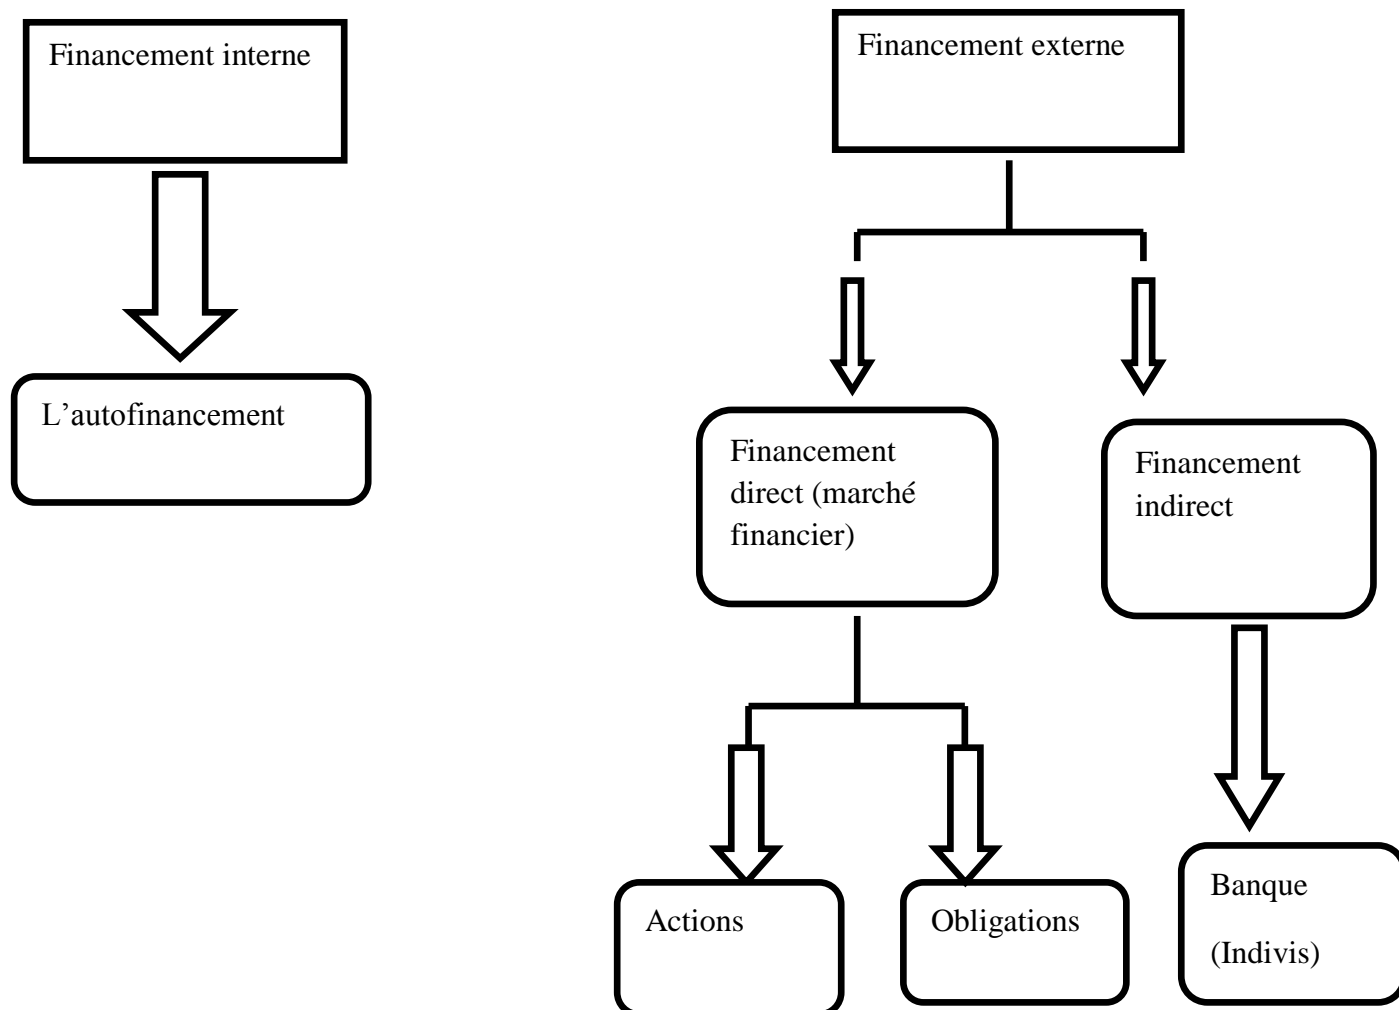 Financement interne
Financement externe
L’autofinancement
Financement
direct (marché
financier)
Financement
indirect
Actions
Obligations
Banque
(Indivis)